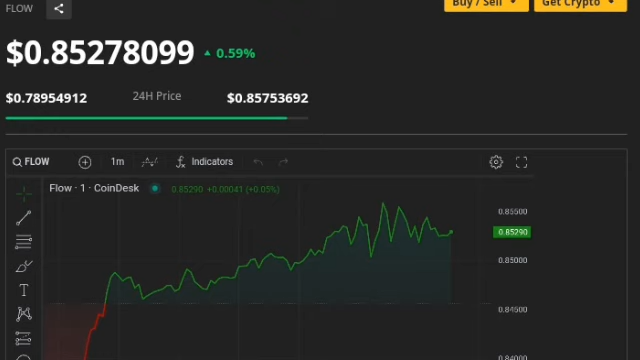 FLOW
Buy / Sell
Get Crypto
$0.85278099 0.59%
$0.78954912 24H Price $0.85753692
FLOW 1m Indicators
Flow · 1 · CoinDesk 0.85290 +0.00041 (+0.05%)
0.85500
0.85290
0.85000
0.84500
0.84000